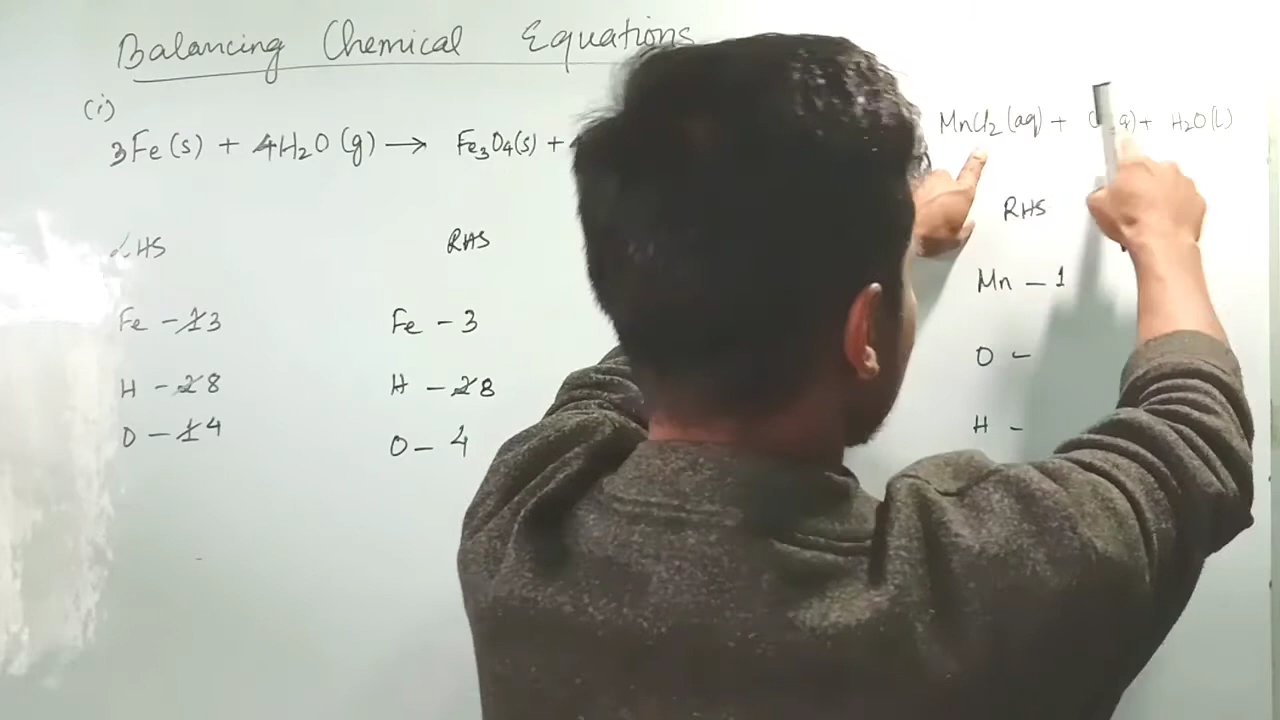 Balancing Chemical Equations
(i)
3Fe(s) + 4H₂O(g) → Fe₃O₄(s) +
MnCl₂(aq) + g) + H₂O(l)
LHS RHS
Fe - 1 3 Fe - 3
H - 2 8 H - 2 8
O - 1 4 O - 4
RHS
Mn - 1
O -
H -